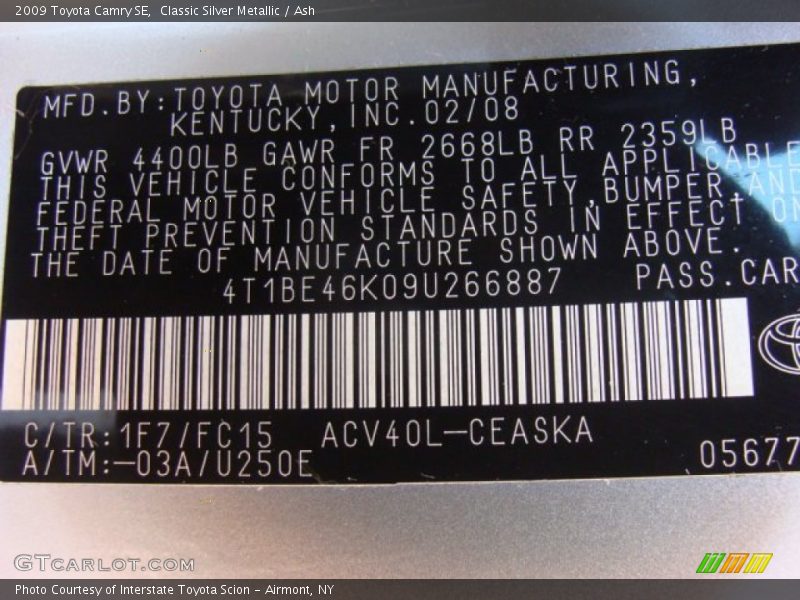 2009 Toyota Camry SE,  Classic Silver Metallic / Ash
MFD.BY:TOYOTA MOTOR MANUFACTURING,
KENTUCKY,INC.02/08
GVWR 4400LB GAWR FR 2668LB RR 2359LB
THIS VEHICLE CONFORMS TO ALL APPLICABLE
FEDERAL MOTOR VEHICLE SAFETY,BUMPER,AND
THEFT PREVENTION STANDARDS IN EFFECT ON
THE DATE OF MANUFACTURE SHOWN ABOVE.
4T1BE46K09U266887 PASS.CAR
C/TR:1F7/FC15 ACV40L-CEASKA
A/TM:-03A/U250E 05677
GTCARLOT.COM
Photo Courtesy of Interstate Toyota Scion - Airmont, NY